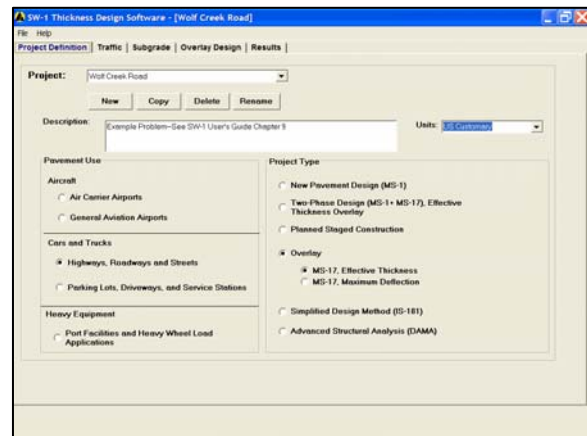 SW-1 Thickness Design Software - [Wolf Creek Road]
File Help
Project Definition Traffic Subgrade Overlay Design Results
Project: Wolf Creek Road
New Copy Delete Rename
Description: Example Problem--See SW-1 User's Guide Chapter 9 Units: US Customary
Pavement Use
Aircraft
Air Carrier Airports
General Aviation Airports
Cars and Trucks
Highways, Roadways and Streets
Parking Lots, Driveways, and Service Stations
Heavy Equipment
Port Facilities and Heavy Wheel Load
Applications
Project Type
New Pavement Design (MS-1)
Two-Phase Design (MS-1+ MS-17), Effective
Thickness Overlay
Planned Staged Construction
Overlay
MS-17, Effective Thickness
MS-17, Maximum Deflection
Simplified Design Method (IS-181)
Advanced Structural Analysis (DAMA)